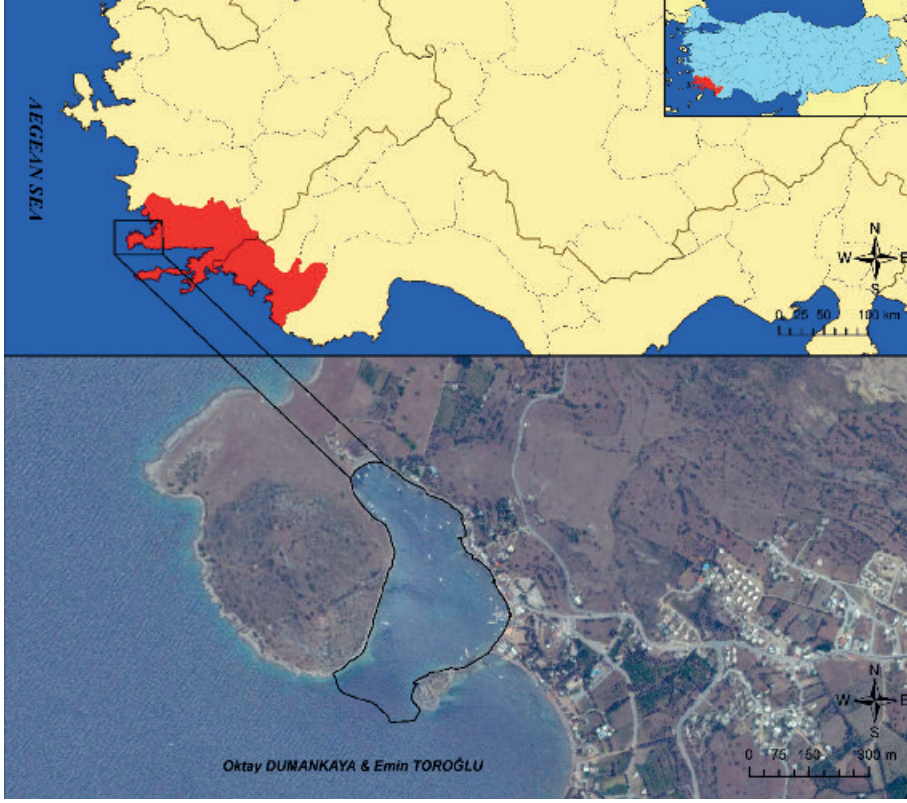 AEGEAN SEA
N
W E
S
0 25 50 100 km
N
W E
S
0 75 150 300 m
Oktay DUMANKAYA & Emin TOROĞLU